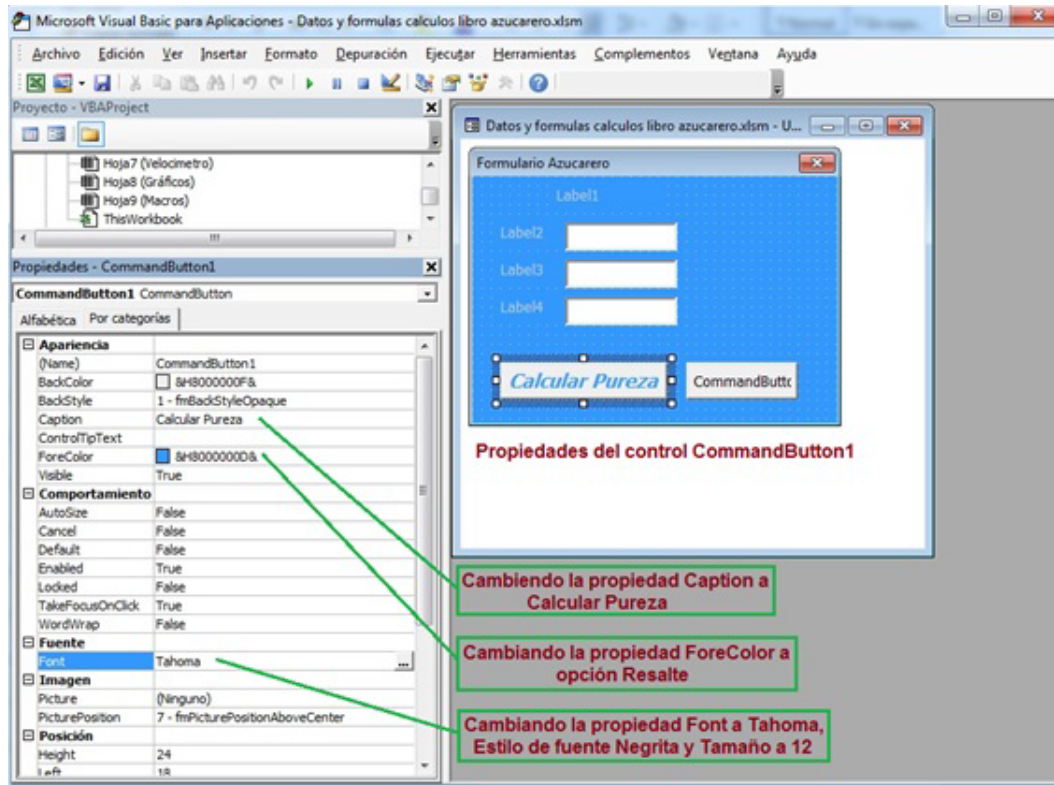 Microsoft Visual Basic para Aplicaciones - Datos y formulas calculos libro azucarero.xlsm
Archivo Edición Ver Insertar Formato Depuración Ejecutar Herramientas Complementos Ventana Ayuda
Proyecto - VBAProject
Hoja7 (Velocimetro)
Hoja8 (Gráficos)
Hoja9 (Macros)
ThisWorkbook
Propiedades - CommandButton1
CommandButton1 CommandButton
Alfabética Por categorías
Apariencia
(Name) CommandButton1
BackColor &H8000000F&
BackStyle 1 - fmBackStyleOpaque
Caption Calcular Pureza
ControlTipText
ForeColor &H8000000D&
Visible True
Comportamiento
AutoSize False
Cancel False
Default False
Enabled True
Locked False
TakeFocusOnClick True
WordWrap False
Fuente
Font Tahoma ...
Imagen
Picture (Ninguno)
PicturePosition 7 - fmPicturePositionAboveCenter
Posición
Height 24
Left 18
Datos y formulas calculos libro azucarero.xlsm - U...
Formulario Azucarero
Label1
Label2
Label3
Label4
Calcular Pureza CommandButtc
Propiedades del control CommandButton1
Cambiendo la propiedad Caption a
Calcular Pureza
Cambiando la propiedad ForeColor a
opción Resalte
Cambiando la propiedad Font a Tahoma,
Estilo de fuente Negrita y Tamaño a 12